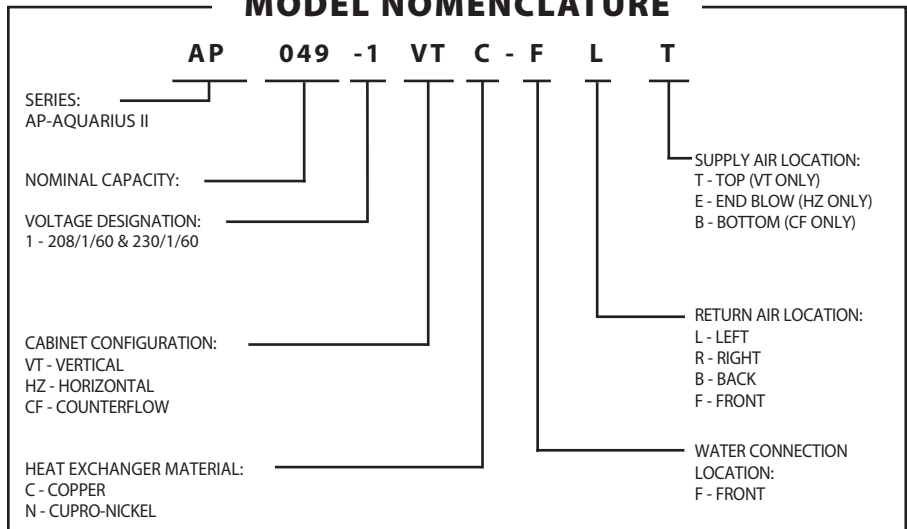 MODEL NOMENCLATURE
AP 049 -1 VT C - F L T
SERIES:
AP-AQUARIUS II
NOMINAL CAPACITY:
VOLTAGE DESIGNATION:
1 - 208/1/60 & 230/1/60
CABINET CONFIGURATION:
VT - VERTICAL
HZ - HORIZONTAL
CF - COUNTERFLOW
HEAT EXCHANGER MATERIAL:
C - COPPER
N - CUPRO-NICKEL
SUPPLY AIR LOCATION:
T - TOP (VT ONLY)
E - END BLOW (HZ ONLY)
B - BOTTOM (CF ONLY)
RETURN AIR LOCATION:
L - LEFT
R - RIGHT
B - BACK
F - FRONT
WATER CONNECTION
LOCATION:
F - FRONT